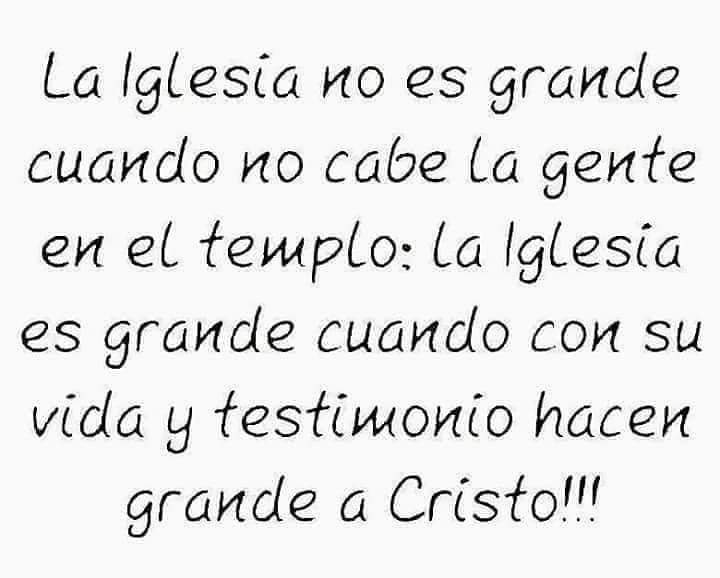 La Iglesia no es grande
cuando no cabe la gente
en el templo: la Iglesia
es grande cuando con su
vida y testimonio hacen
grande a Cristo!!!